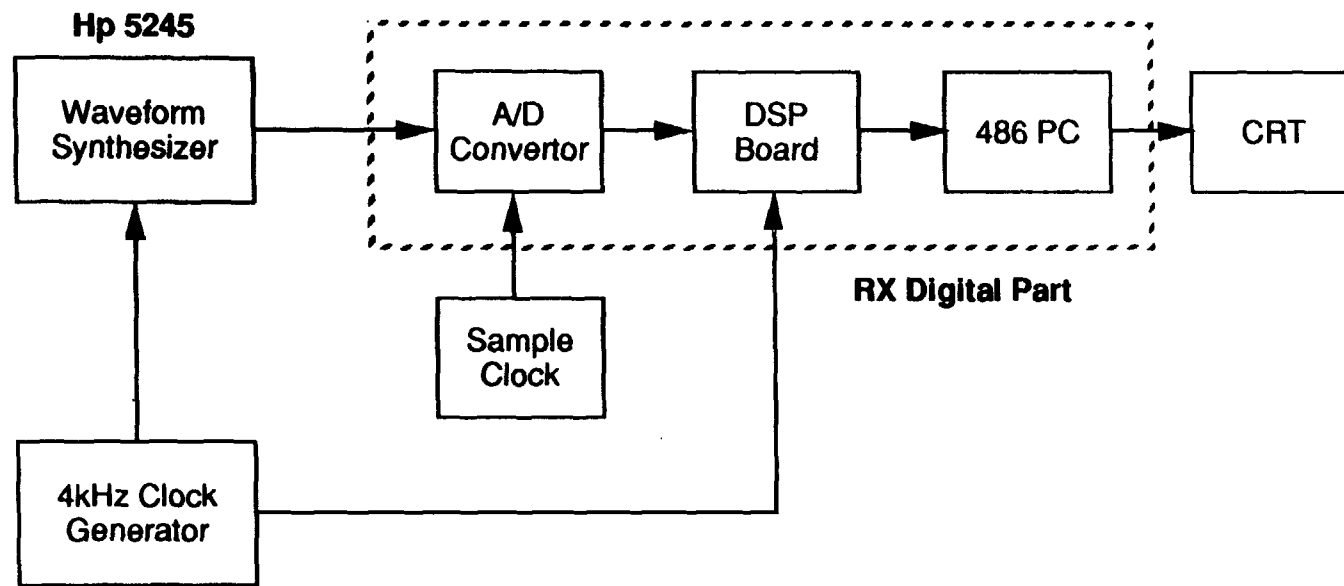 Hp 5245
Waveform
Synthesizer
A/D
Convertor
DSP
Board
486 PC
CRT
RX Digital Part
Sample
Clock
4kHz Clock
Generator